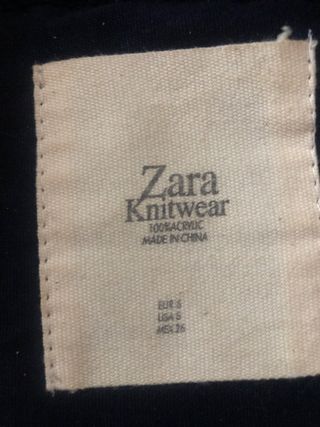 Zara
Knitwear
100%ACRYLIC
MADE IN CHINA
EUR S
USA S
MEX 26